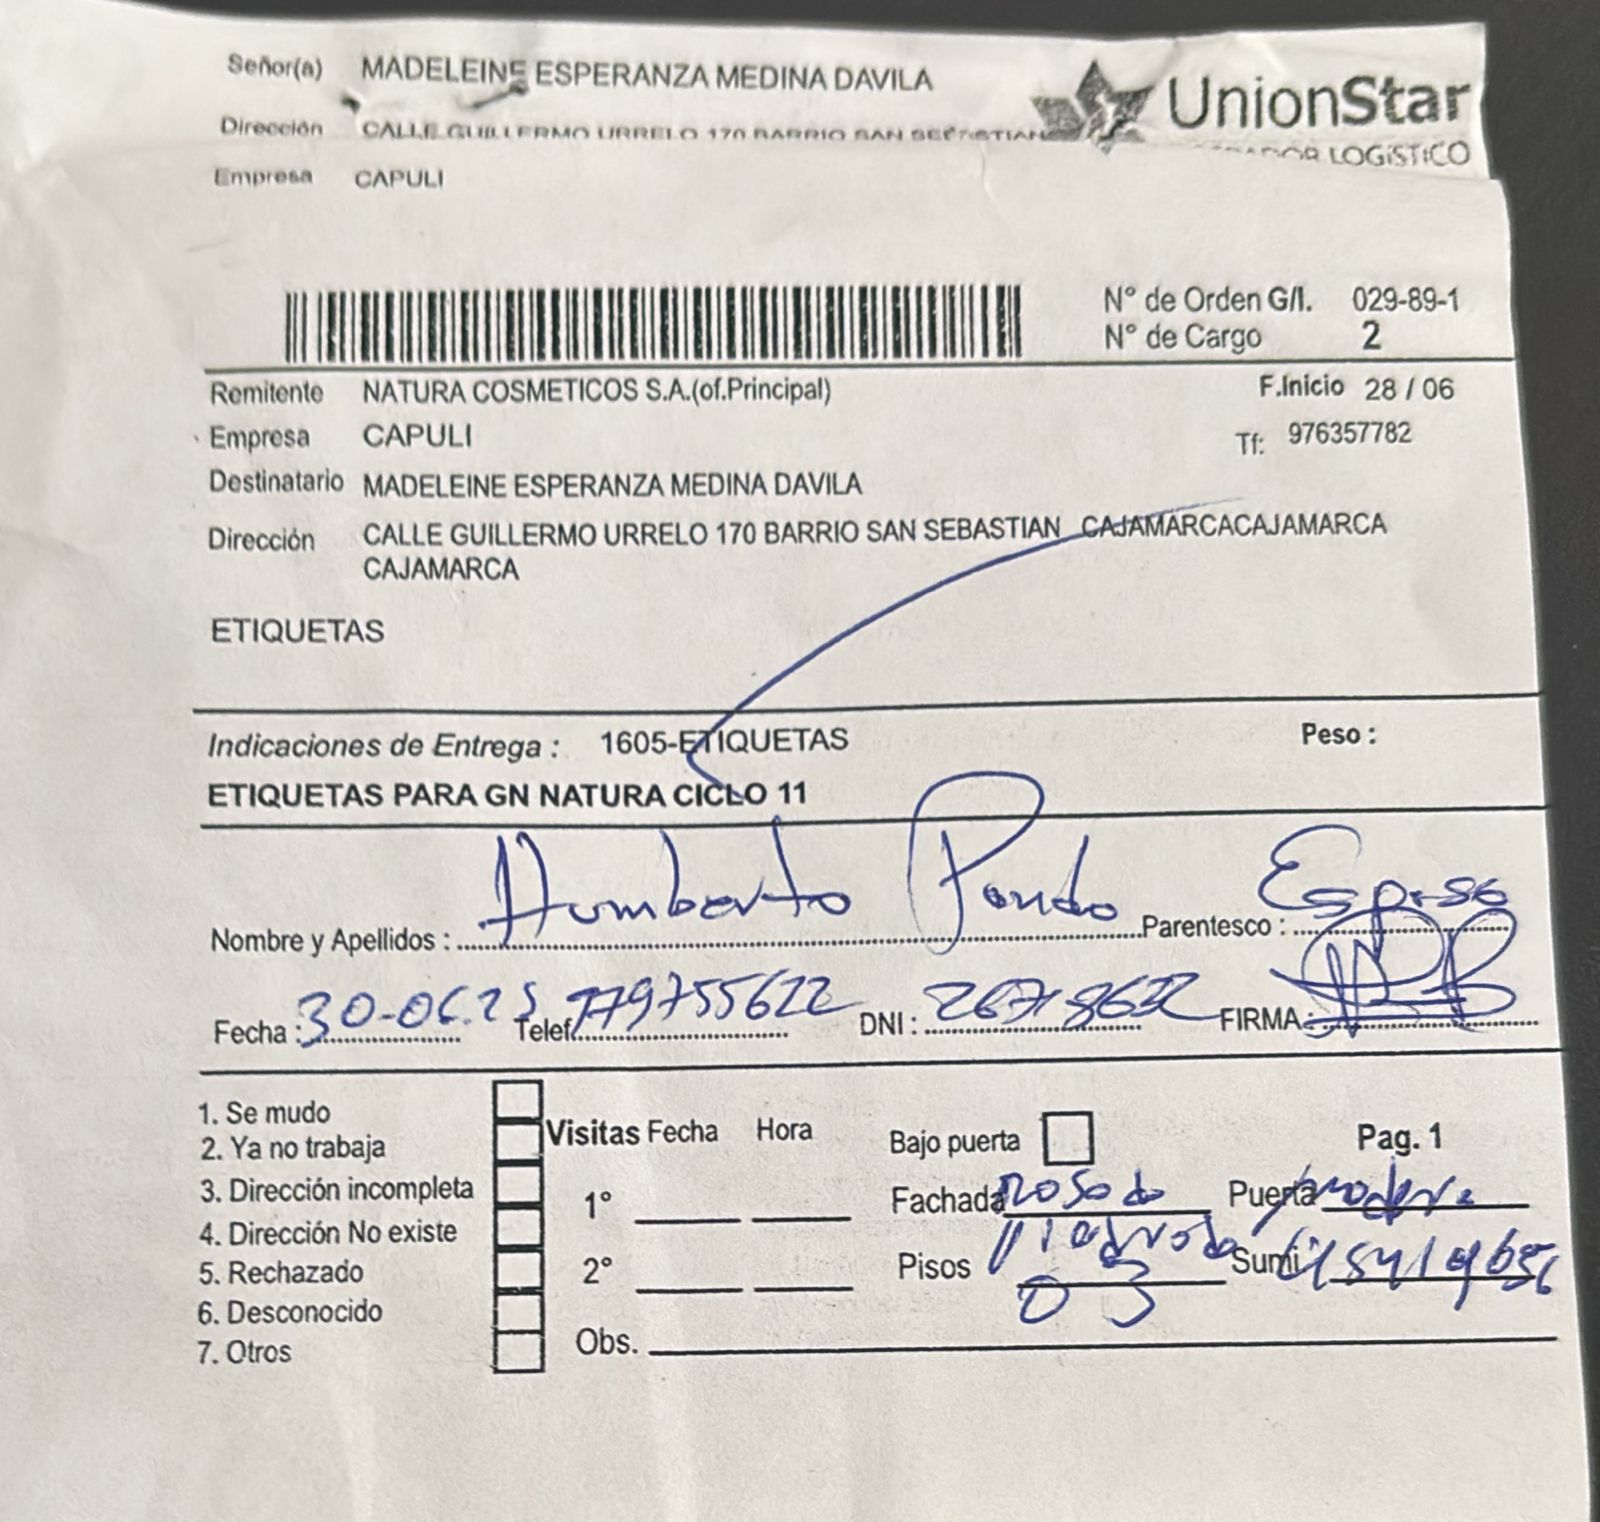 Señor(a) MADELEINE ESPERANZA MEDINA DAVILA
UnionStar
Dirección CALLE GUILLERMO URRELO 170 BARRIO SAN SEBASTIAN
LOGÍSTICO
Empresa CAPULI
N° de Orden G/I. 029-89-1
N° de Cargo 2
Remitente NATURA COSMETICOS S.A.(of.Principal) F.Inicio 28 / 06
Empresa CAPULI Tf: 976357782
Destinatario MADELEINE ESPERANZA MEDINA DAVILA
Dirección CALLE GUILLERMO URRELO 170 BARRIO SAN SEBASTIAN CAJAMARCACAJAMARCA
CAJAMARCA
ETIQUETAS
Indicaciones de Entrega : 1605-ETIQUETAS Peso :
ETIQUETAS PARA GN NATURA CICLO 11
Nombre y Apellidos : Humberto Pando Parentesco : Esposo
Fecha : 30-06.25 Telef. 979755622 DNI : FIRMA:
1. Se mudo
2. Ya no trabaja
3. Dirección incompleta
4. Dirección No existe
5. Rechazado
6. Desconocido
7. Otros
Visitas Fecha Hora
1°
2°
Obs.
Bajo puerta Pag. 1
Fachada rosado Puerta madera
Pisos 03 Sumi